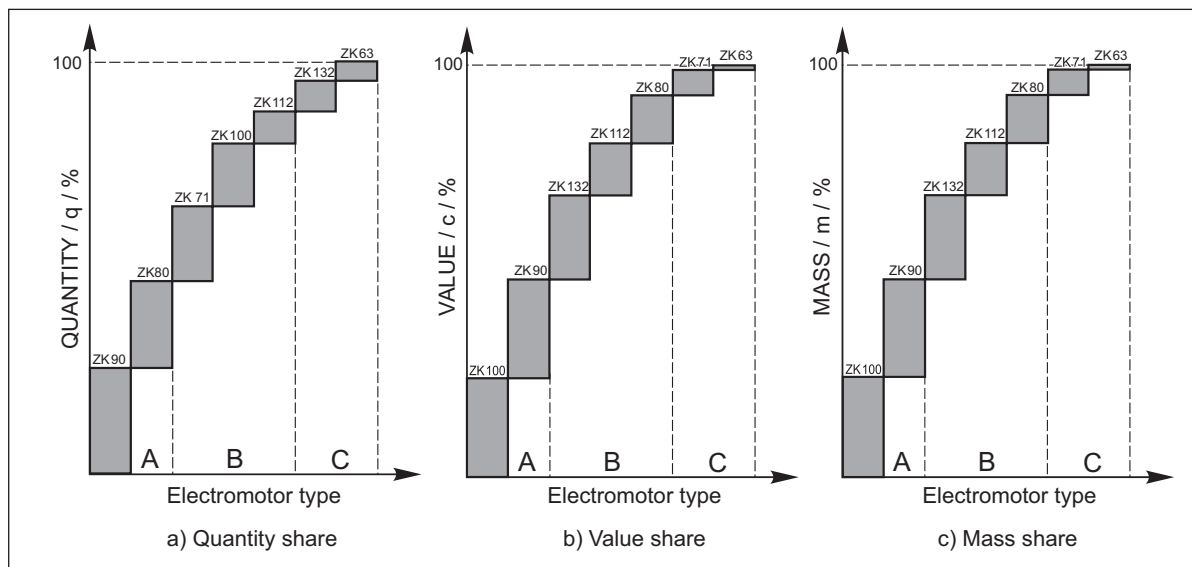 QUANTITY / q / %
100
ZK90
ZK80
ZK 71
ZK100
ZK112
ZK132
ZK63
A B C
Electromotor type
a) Quantity share
VALUE / c / %
100
ZK100
ZK90
ZK132
ZK112
ZK80
ZK71
ZK63
A B C
Electromotor type
b) Value share
MASS / m / %
100
ZK100
ZK90
ZK132
ZK112
ZK80
ZK71
ZK63
A B C
Electromotor type
c) Mass share